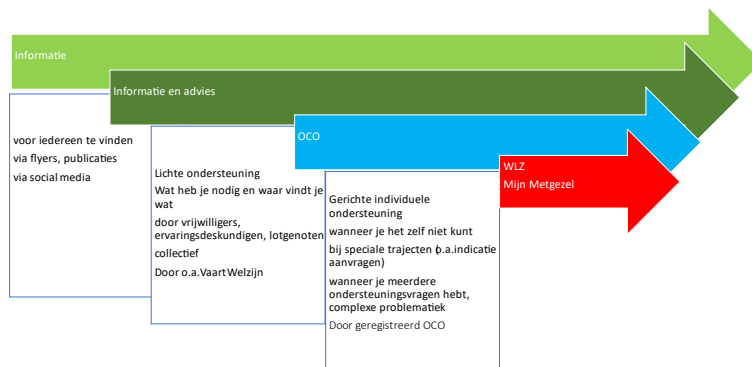 Informatie
voor iedereen te vinden
via flyers, publicaties
via social media
Informatie en advies
Lichte ondersteuning
Wat heb je nodig en waar vindt je
wat
door vrijwilligers,
ervaringsdeskundigen, lotgenoten
collectief
Door o.a.VaartWelzijn
OCO
Gerichte individuele
ondersteuning
wanneer je het zelf niet kunt
bij speciale trajecten (o.a.indicatie
aanvragen)
wanneer je meerdere
ondersteuningsvragen hebt,
complexe problematiek
Door geregistreerd OCO
WLZ
Mijn Metgezel